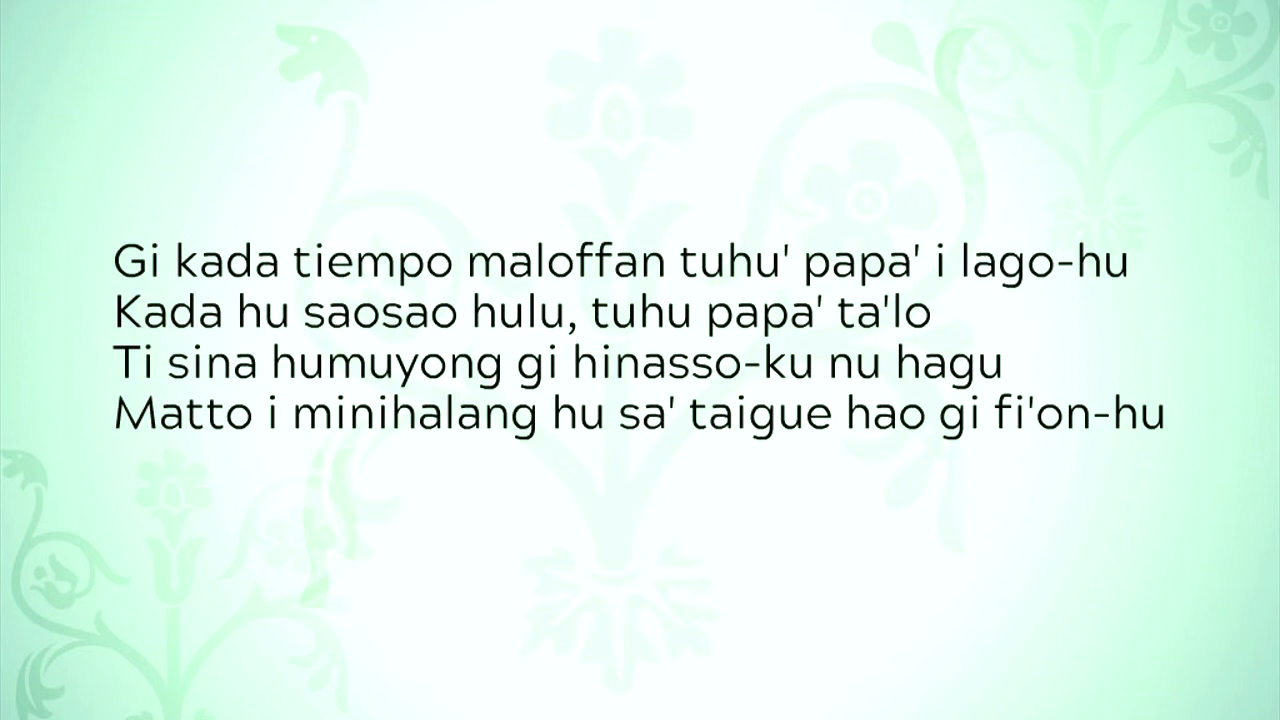 Gi kada tiempo maloffan tuhu' papa' i lago-hu
Kada hu saosao hulu, tuhu papa' ta'lo
Ti sina humuyong gi hinasso-ku nu hagu
Matto i minihalang hu sa' taigue hao gi fi'on-hu